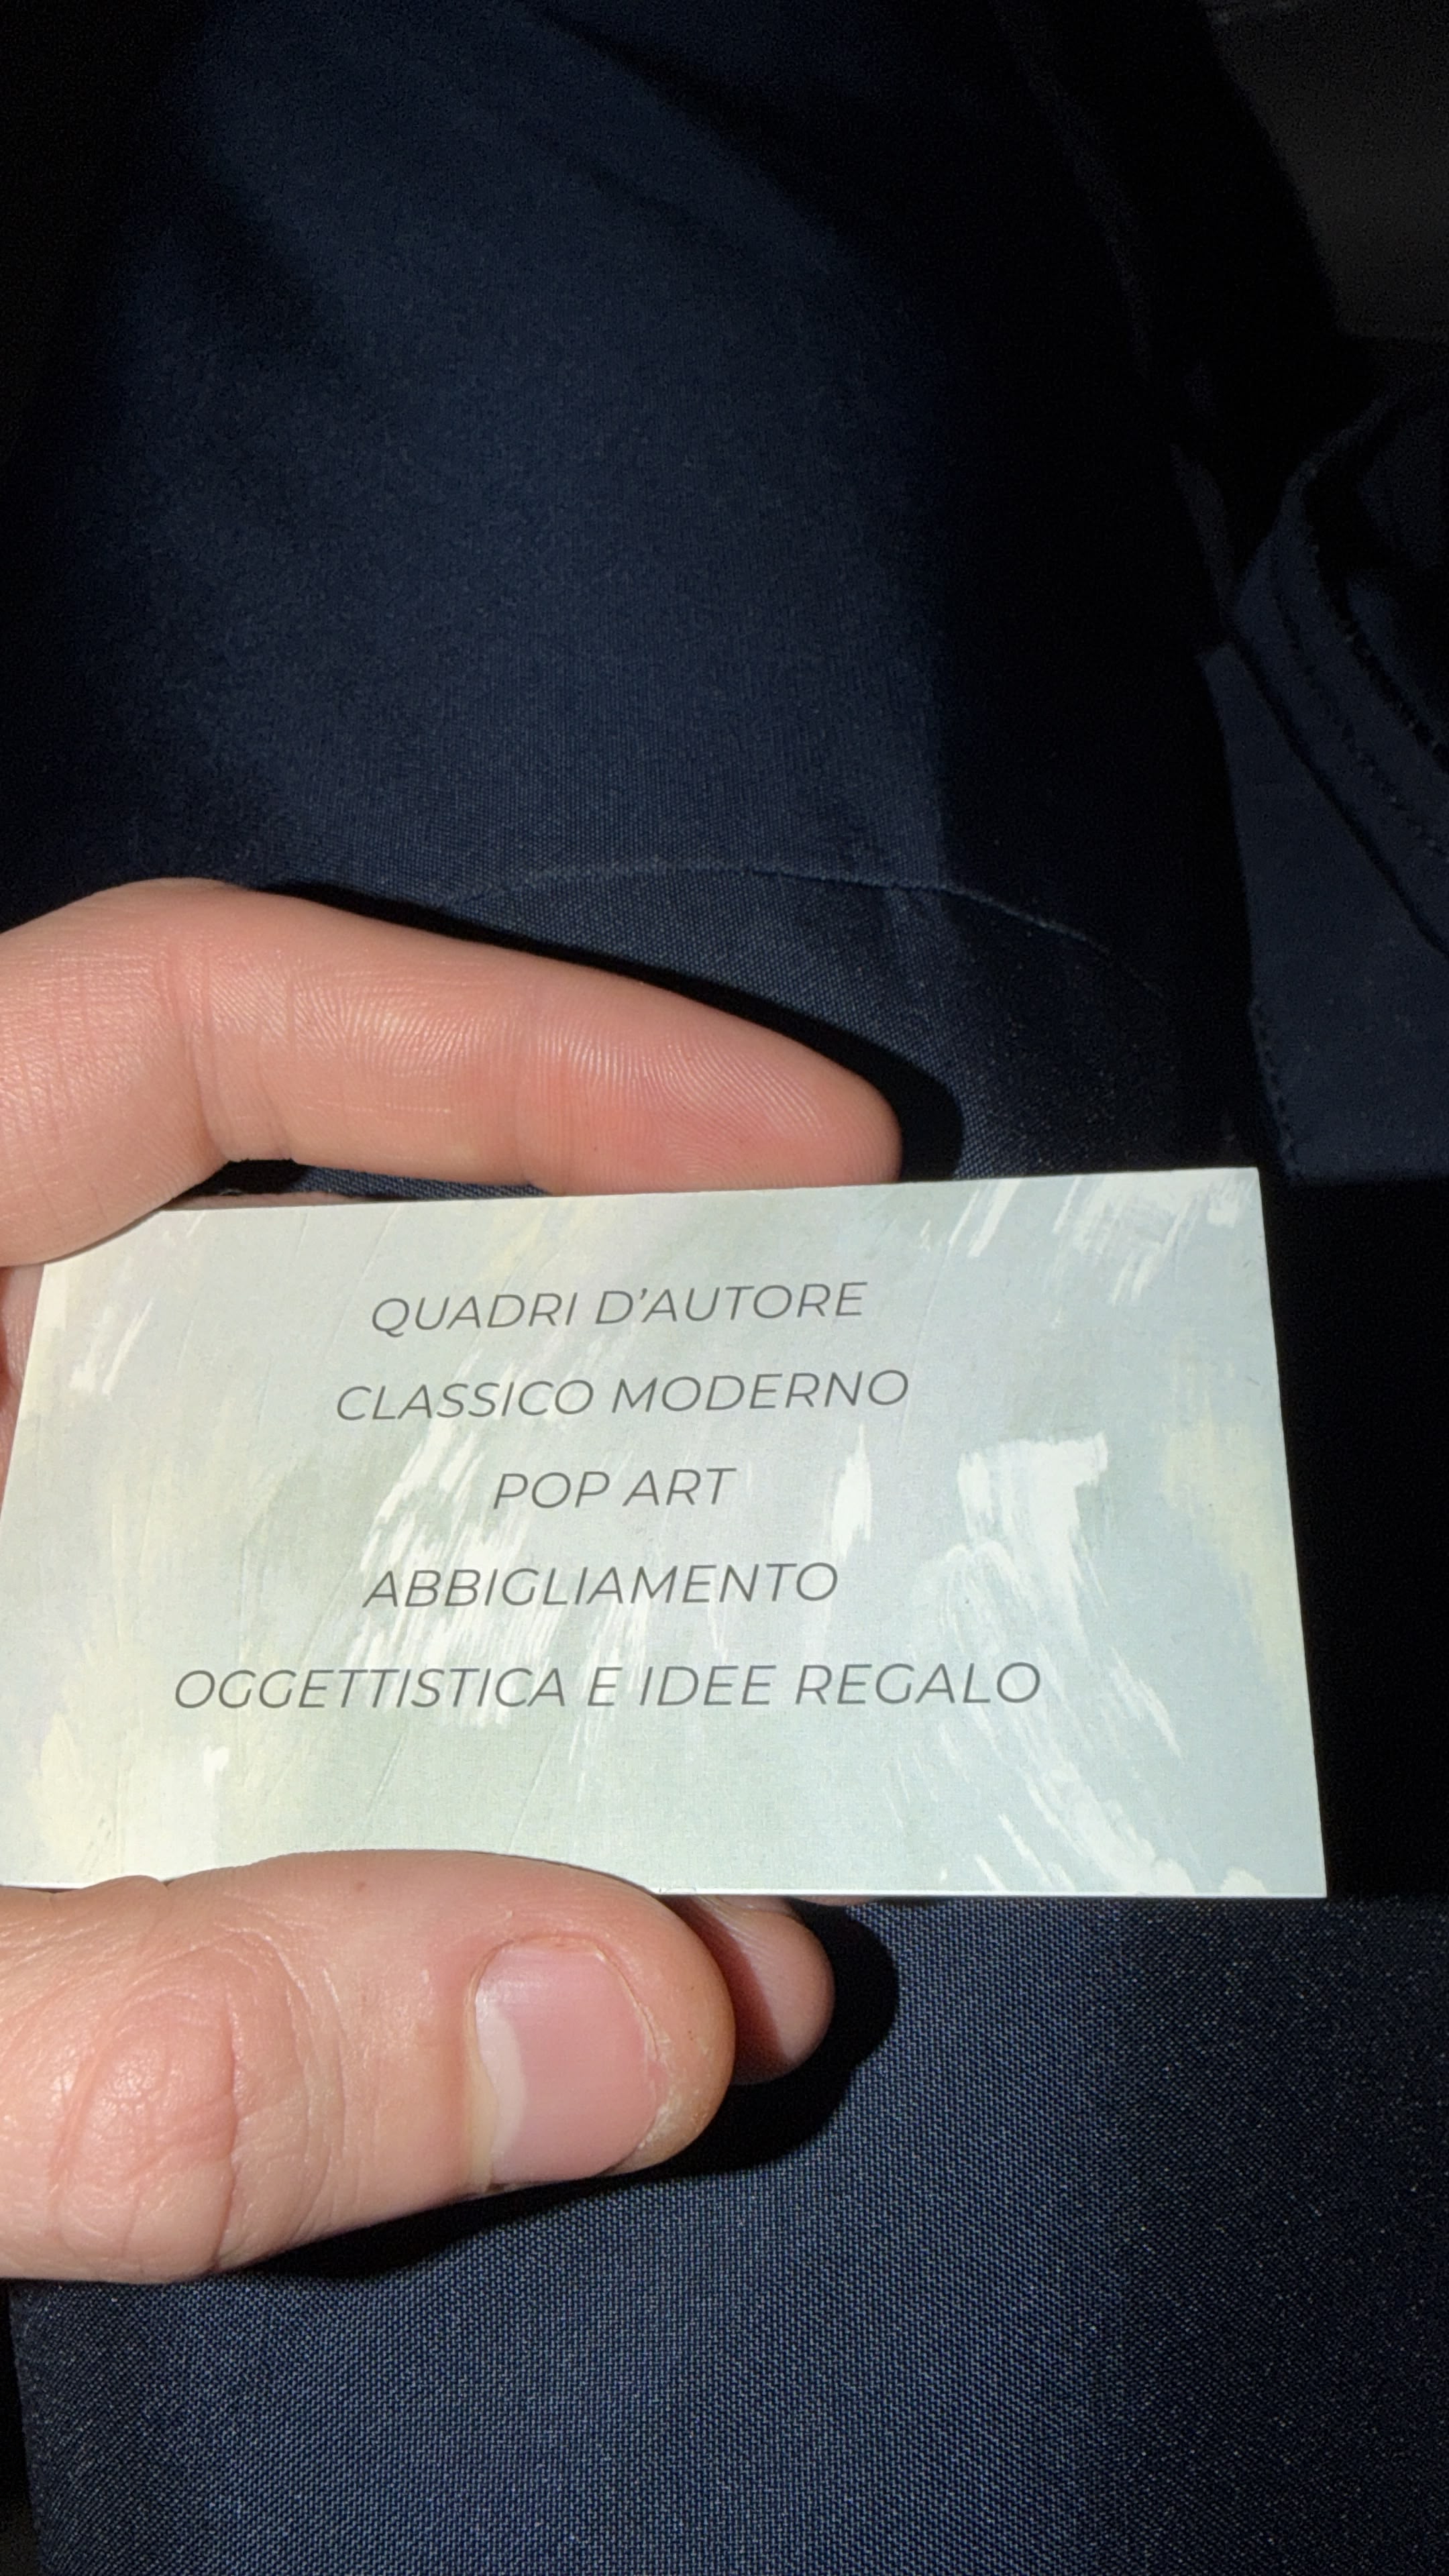 QUADRI D'AUTORE
CLASSICO MODERNO
POP ART
ABBIGLIAMENTO
OGGETTISTICA E IDEE REGALO